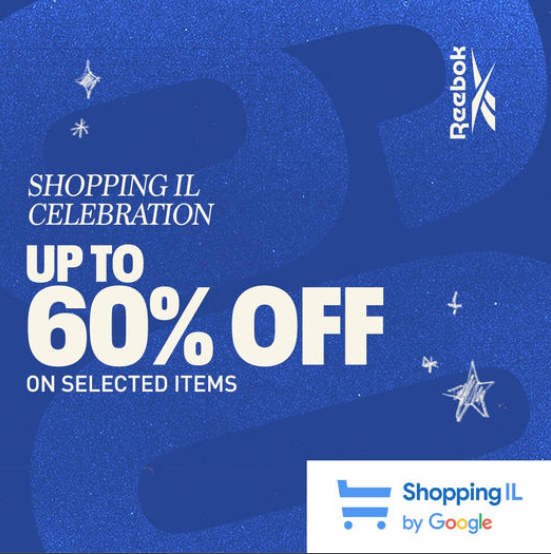 Reebok
SHOPPING IL
CELEBRATION
UP TO
60% OFF
ON SELECTED ITEMS
Shopping IL
by Google